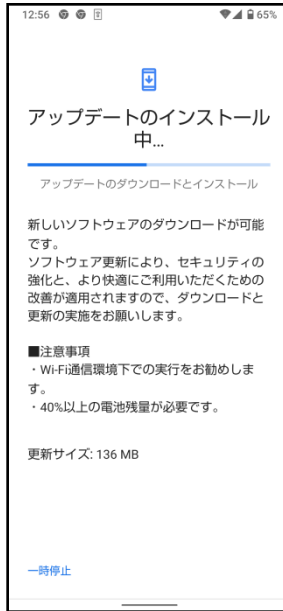 12:56 65%
アップデートのインストール
中...
アップデートのダウンロードとインストール
新しいソフトウェアのダウンロードが可能
です。
ソフトウェア更新により、セキュリティの
強化と、より快適にご利用いただくための
改善が適用されますので、ダウンロードと
更新の実施をお願いします。
■注意事項
・Wi-Fi通信環境下での実行をお勧めしま
す。
・40%以上の電池残量が必要です。
更新サイズ: 136 MB
一時停止